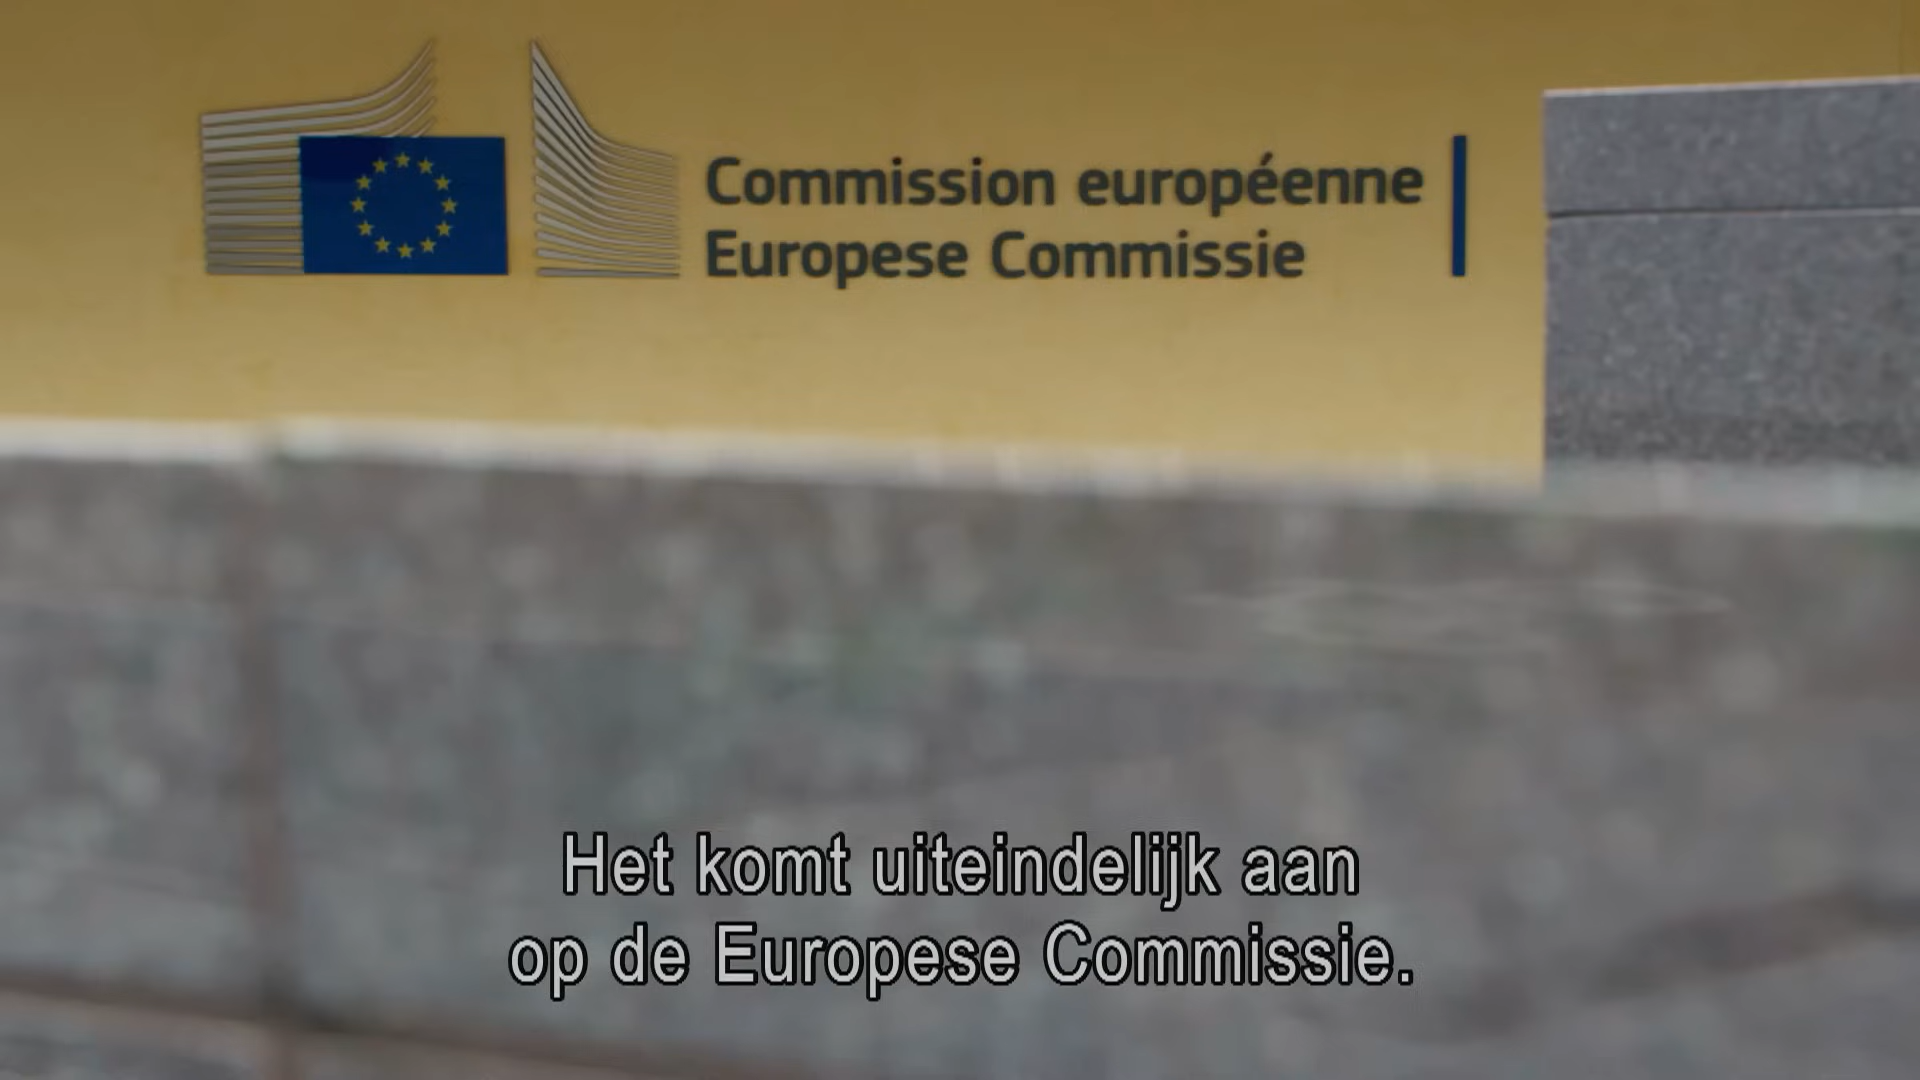 Commission européenne
Europese Commissie
Het komt uiteindelijk aan
op de Europese Commissie.